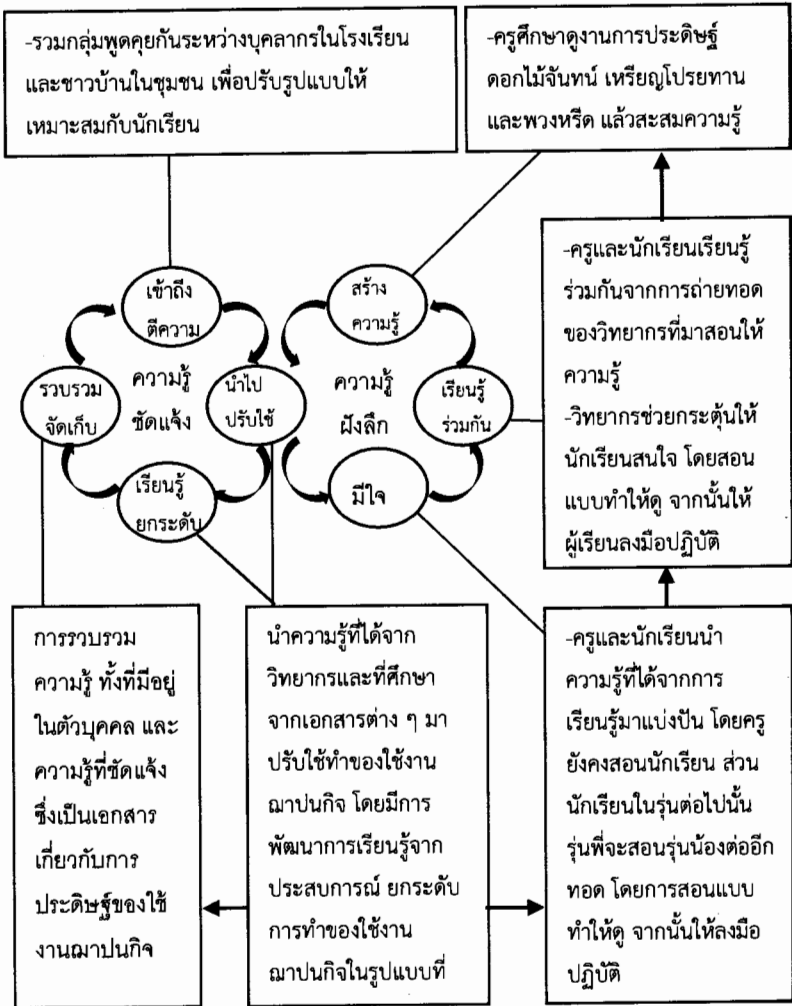 -รวมกลุ่มพูดคุยกันระหว่างบุคลากรในโรงเรียน
และชาวบ้านในชุมชน เพื่อปรับรูปแบบให้
เหมาะสมกับนักเรียน
-ครูศึกษาดูงานการประดิษฐ์
ดอกไม้จันทน์ เหรียญโปรยทาน
และพวงหรีด แล้วสะสมความรู้
-ครูและนักเรียนเรียนรู้
ร่วมกันจากการถ่ายทอด
ของวิทยากรที่มาสอนให้
ความรู้
-วิทยากรช่วยกระตุ้นให้
นักเรียนสนใจ โดยสอน
แบบทำให้ดู จากนั้นให้
ผู้เรียนลงมือปฏิบัติ
เข้าถึง
ตีความ
รวบรวม
จัดเก็บ
ความรู้
ชัดแจ้ง
นำไป
ปรับใช้
เรียนรู้
ยกระดับ
สร้าง
ความรู้
ความรู้
ฝังลึก
เรียนรู้
ร่วมกัน
มีใจ
การรวบรวม
ความรู้ ทั้งที่มีอยู่
ในตัวบุคคล และ
ความรู้ที่ชัดแจ้ง
ซึ่งเป็นเอกสาร
เกี่ยวกับการ
ประดิษฐ์ของใช้
งานฌาปนกิจ
นำความรู้ที่ได้จาก
วิทยากรและที่ศึกษา
จากเอกสารต่าง ๆ มา
ปรับใช้ทำของใช้งาน
ฌาปนกิจ โดยมีการ
พัฒนาการเรียนรู้จาก
ประสบการณ์ ยกระดับ
การทำของใช้งาน
ฌาปนกิจในรูปแบบที่
-ครูและนักเรียนนำ
ความรู้ที่ได้จากการ
เรียนรู้มาแบ่งปัน โดยครู
ยังคงสอนนักเรียน ส่วน
นักเรียนในรุ่นต่อไปนั้น
รุ่นพี่จะสอนรุ่นน้องต่ออีก
ทอด โดยการสอนแบบ
ทำให้ดู จากนั้นให้ลงมือ
ปฏิบัติ